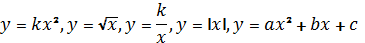 y = kx², y = √x, y = k/x, y = |x|, y = ax² + bx + c